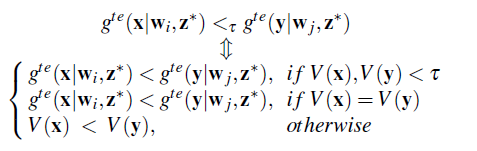 g^{te}(x|w_i,z*) <_τ g^{te}(y|w_j,z*)
⇕
{ g^{te}(x|w_i,z*) < g^{te}(y|w_j,z*), if V(x),V(y) < τ
g^{te}(x|w_i,z*) < g^{te}(y|w_j,z*), if V(x) = V(y)
V(x) < V(y), otherwise